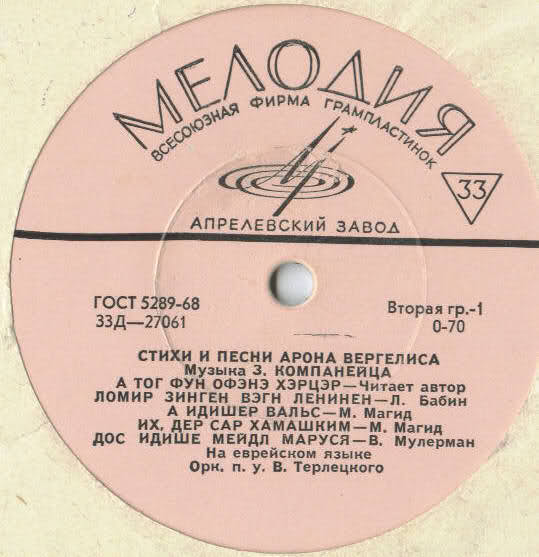 МЕЛОДИЯ
ВСЕСОЮЗНАЯ ФИРМА ГРАМПЛАСТИНОК
33
АПРЕЛЕВСКИЙ ЗАВОД
ГОСТ 5289-68
33Д—27061
Вторая гр.-1
0-70
СТИХИ И ПЕСНИ АРОНА ВЕРГЕЛИСА
Музыка З. КОМПАНЕЙЦА
А ТОГ ФУН ОФЭНЭ ХЭРЦЭР—Читает автор
ЛОМИР ЗИНГЕН ВЭГН ЛЕНИНЕН—Л. Бабин
А ИДИШЕР ВАЛЬС—М. Магид
ИХ, ДЕР САР ХАМАШКИМ—М. Магид
ДОС ИДИШЕ МЕЙДЛ МАРУСЯ—В. Мулерман
На еврейском языке
Орк. п. у. В. Терлецкого